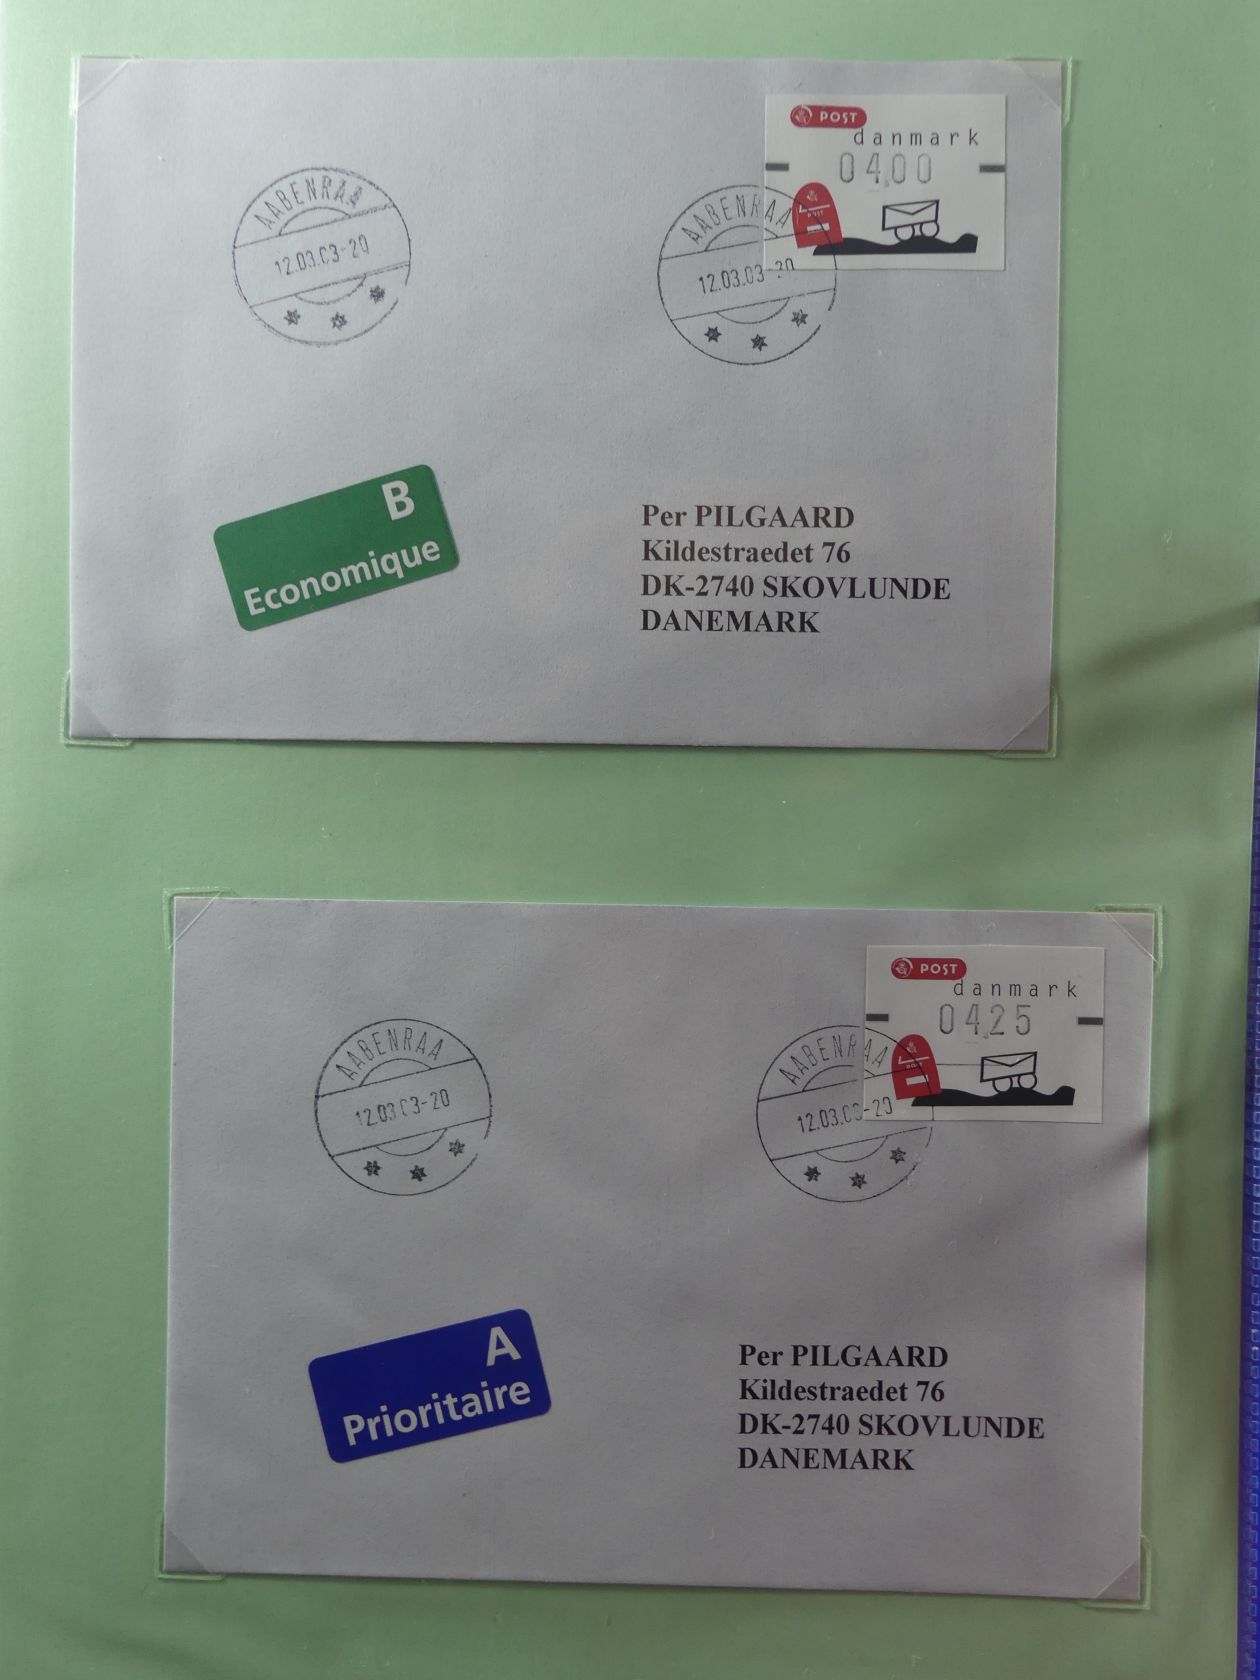 POST
danmark
04.00
POST
AABENRAA
12.03.03-20
AABENRAA
12.03.03-20
B
Economique
Per PILGAARD
Kildestraedet 76
DK-2740 SKOVLUNDE
DANEMARK
POST
danmark
04.25
POST
AABENRAA
12.03.03-20
AABENRAA
12.03.03-20
A
Prioritaire
Per PILGAARD
Kildestraedet 76
DK-2740 SKOVLUNDE
DANEMARK